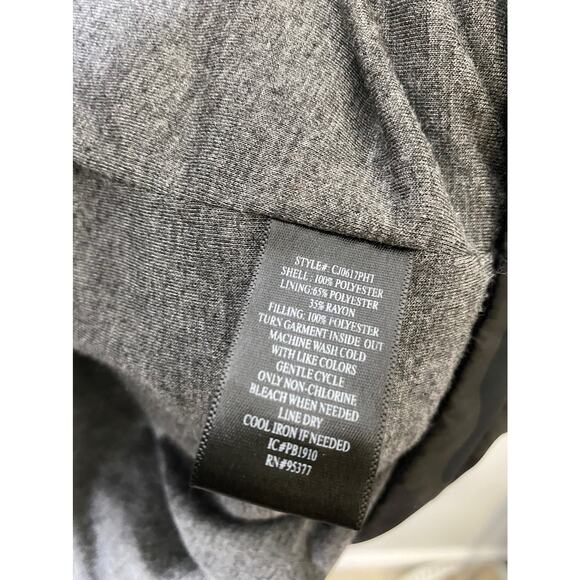 STYLE#: CJ0617PHT
SHELL : 100% POLYESTER
LINING:65% POLYESTER
35% RAYON
FILLING: 100% POLYESTER
TURN GARMENT INSIDE OUT
MACHINE WASH COLD
WITH LIKE COLORS
GENTLE CYCLE
ONLY NON-CHLORINE
BLEACH WHEN NEEDED
LINE DRY
COOL IRON IF NEEDED
IC#PB1910
RN#95377